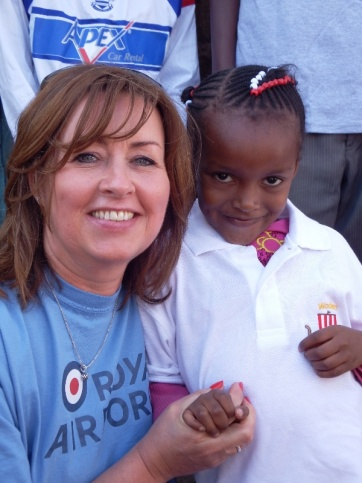 APEX
Car Rental
ROYAL
AIR FORCE